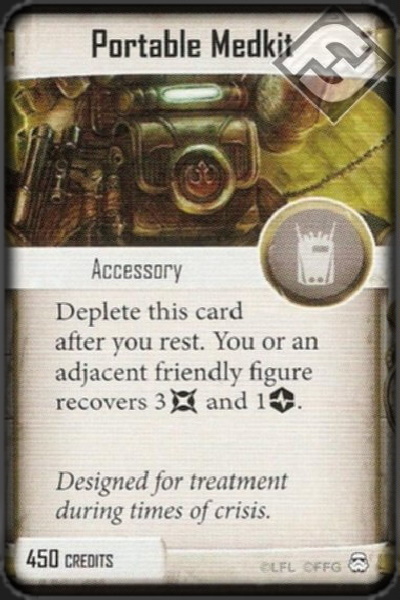 Portable Medkit
Accessory
Deplete this card
after you rest. You or an
adjacent friendly figure
recovers 3 and 1.
Designed for treatment
during times of crisis.
450 CREDITS
©LFL ©FFG